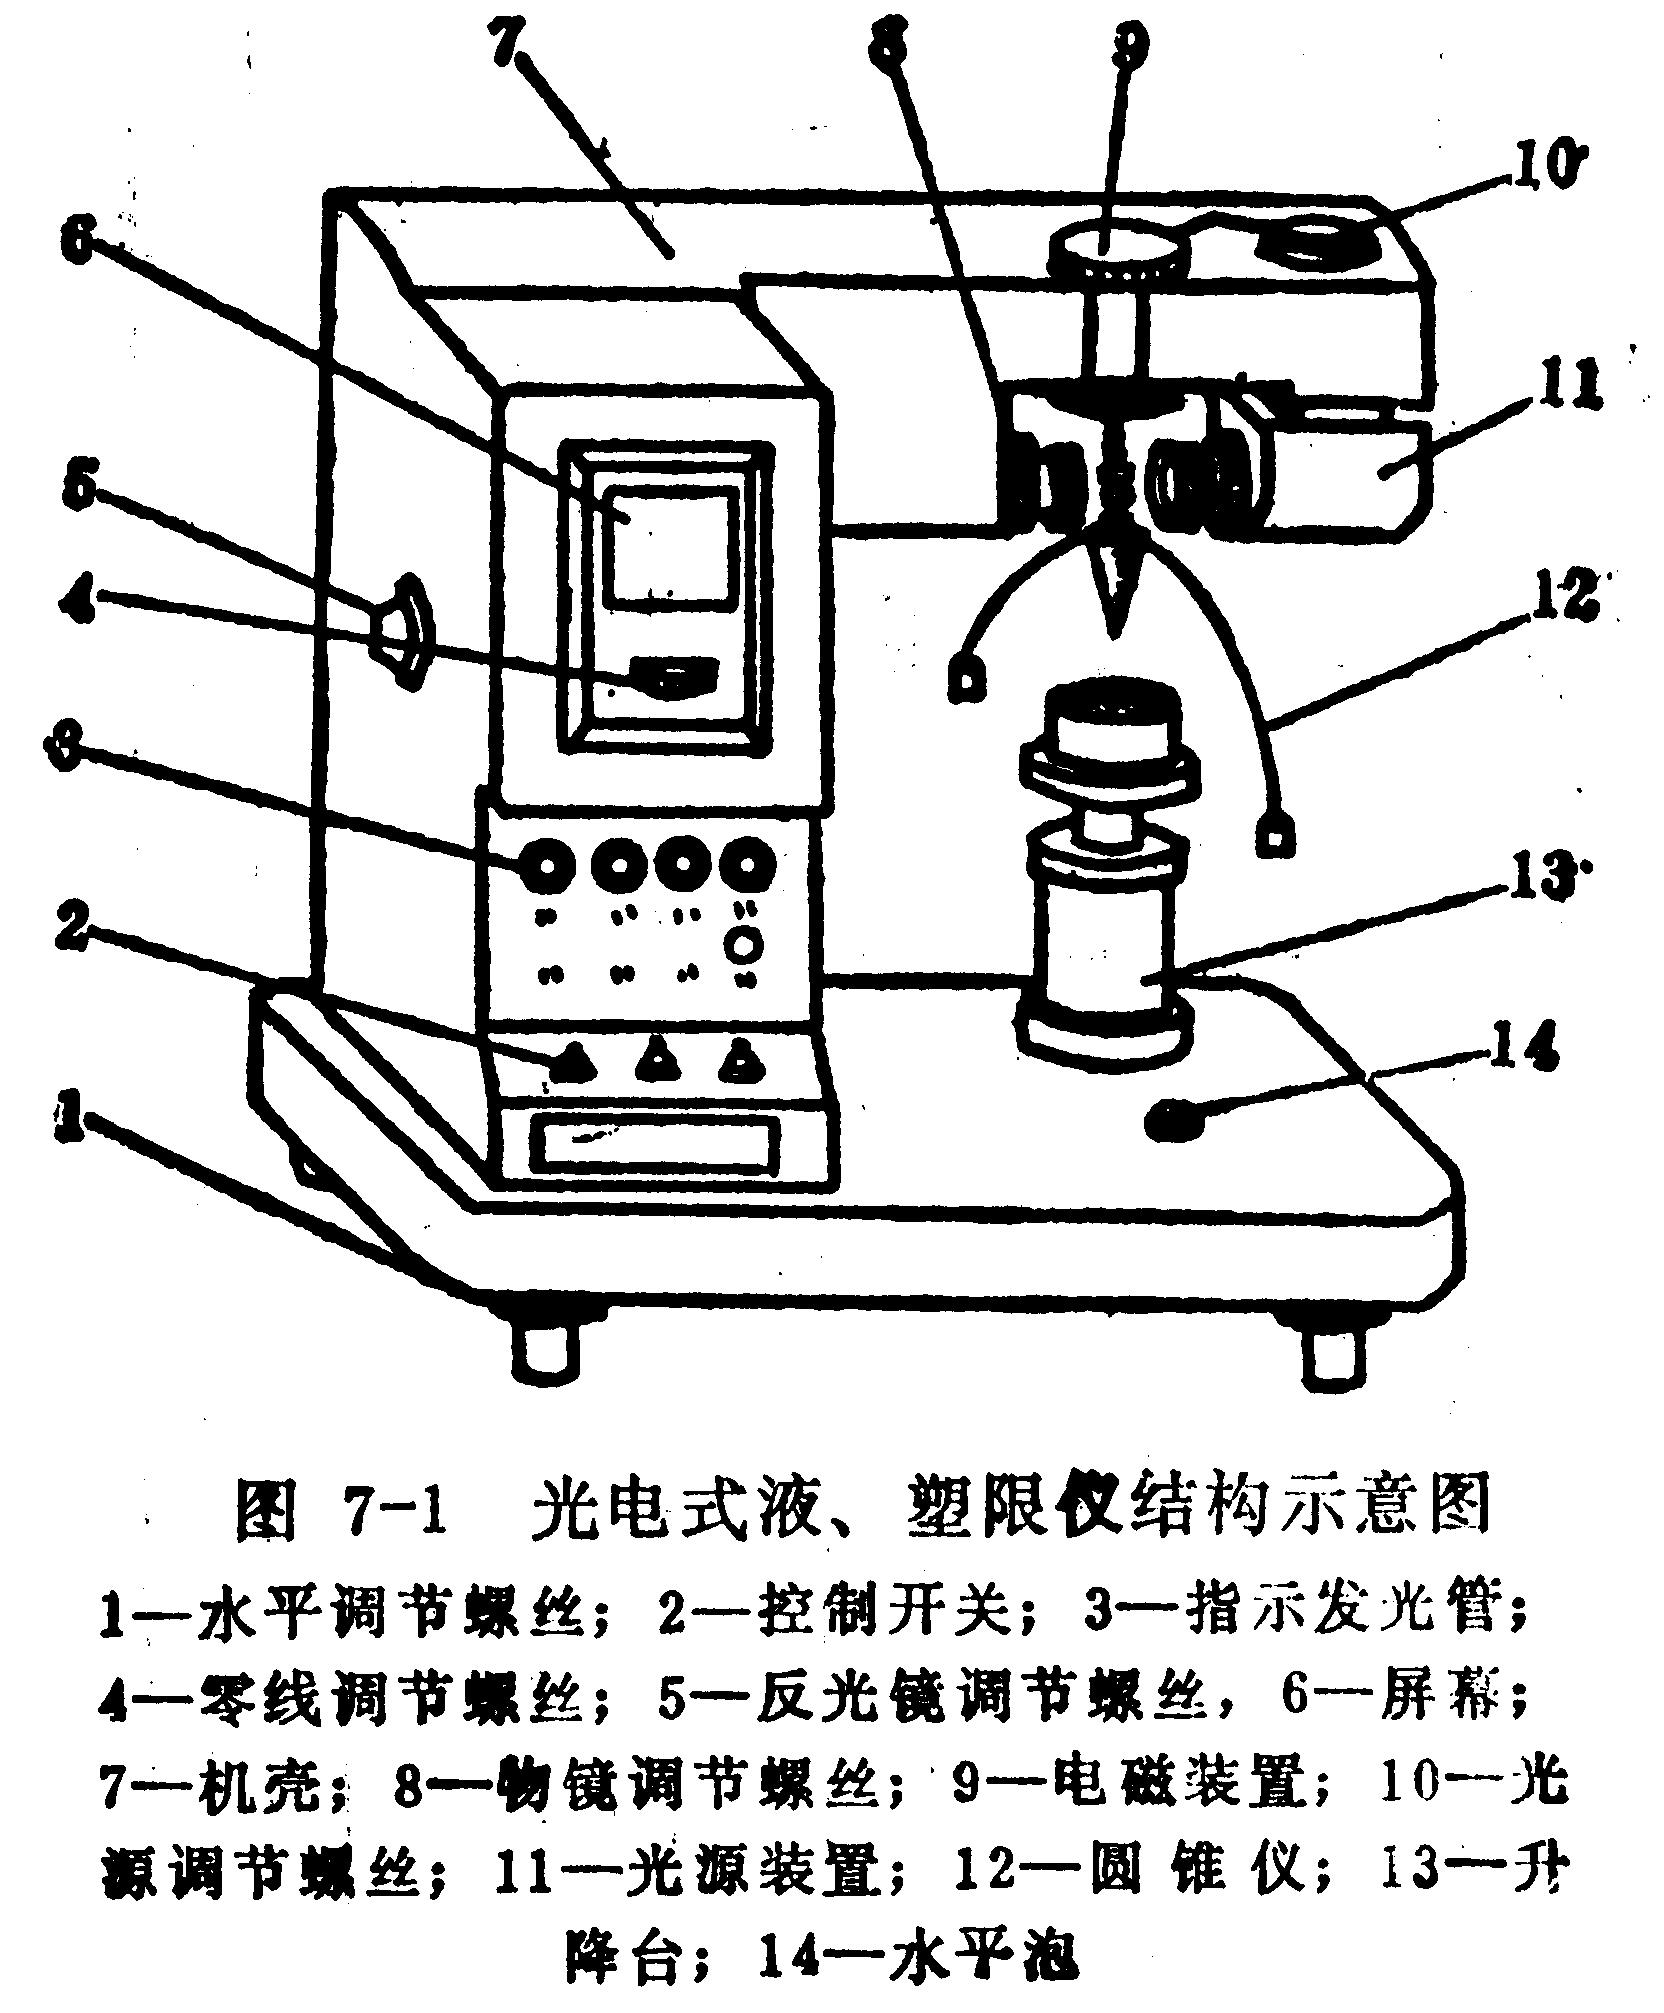 7
8
9
10
6
11
5
4
12
3
13
2
14
1
图 7-1 光电式液、塑限仪结构示意图
1—水平调节螺丝；2—控制开关；3—指示发光管；
4—零线调节螺丝；5—反光镜调节螺丝，6—屏幕；
7—机壳；8—物镜调节螺丝；9—电磁装置；10—光
源调节螺丝；11—光源装置；12—圆锥仪；13—升
降台；14—水平泡